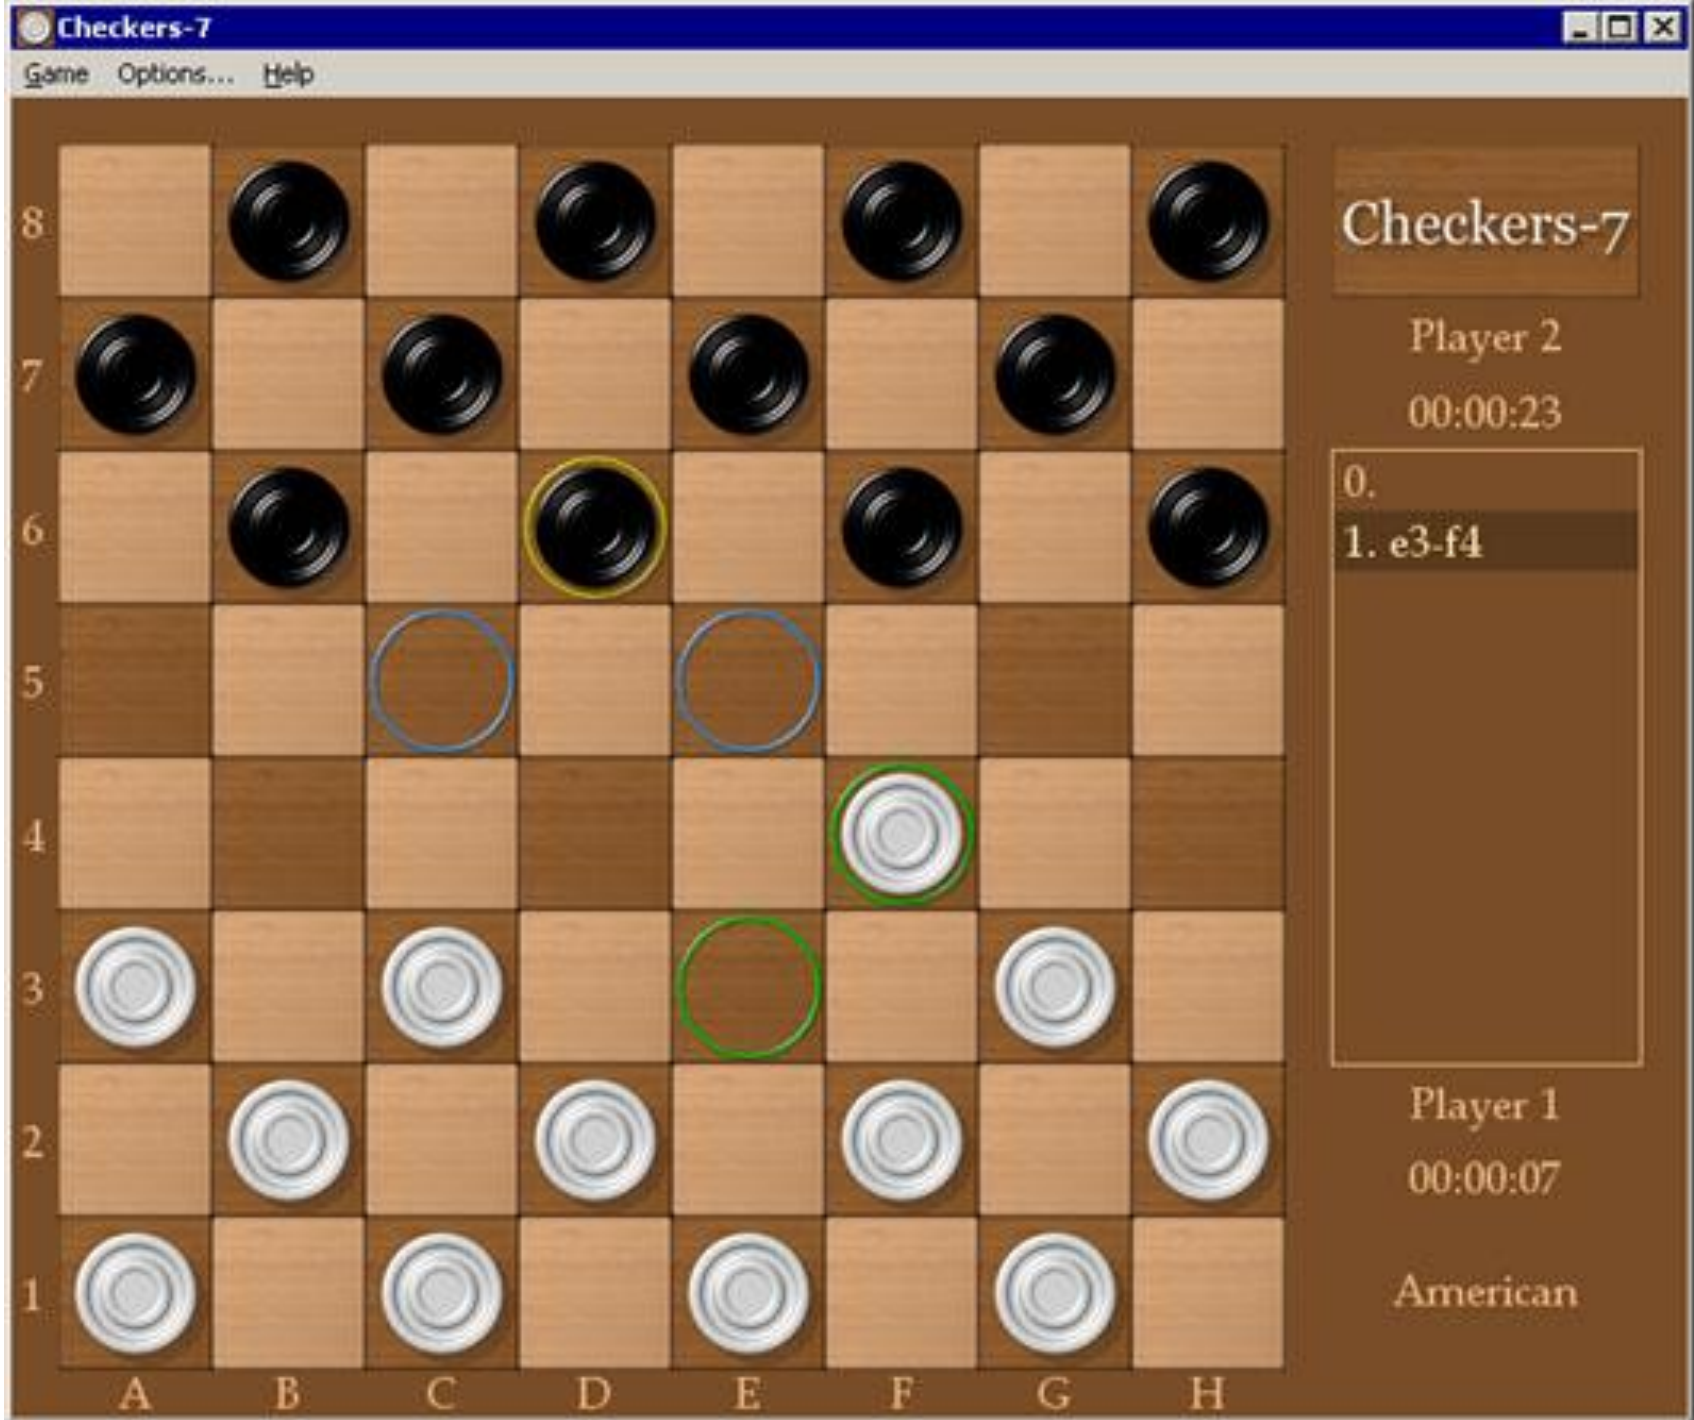 Checkers-7
Game Options... Help
Checkers-7
8
7
6
5
4
3
2
1
A B C D E F G H
Player 2
00:00:23
0.
1. e3-f4
Player 1
00:00:07
American